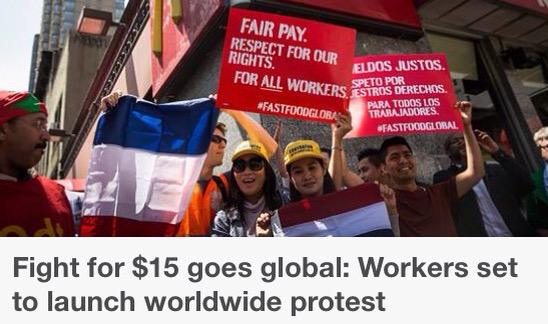 FAIR PAY.
RESPECT FOR OUR
RIGHTS.
FOR ALL WORKERS.
#FASTFOODGLOBAL
ELDOS JUSTOS.
SPETO POR
ESTROS DERECHOS.
PARA TODOS LOS
TRABAJADORES.
#FASTFOODGLOBAL
Fight for $15 goes global: Workers set
to launch worldwide protest